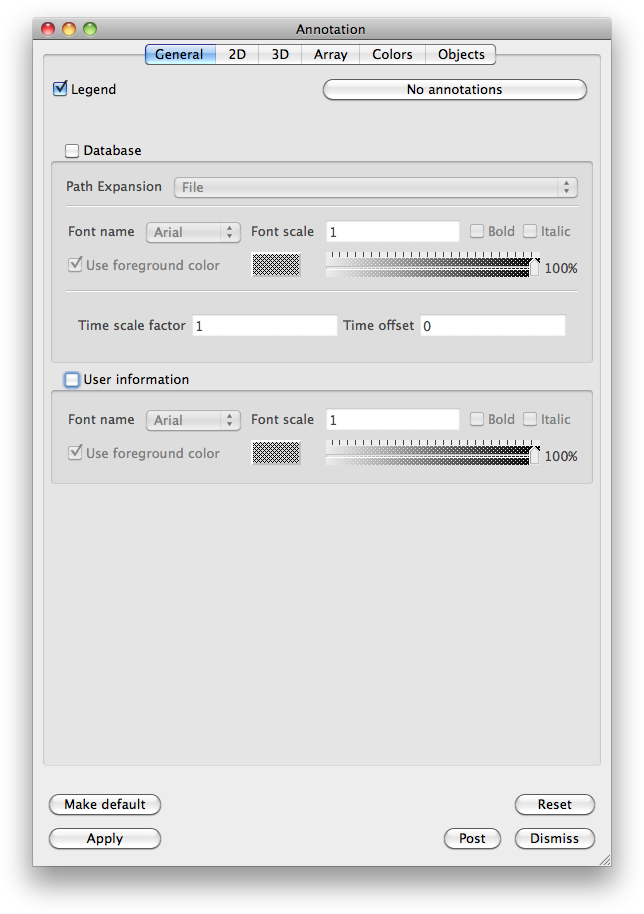 Annotation
General 2D 3D Array Colors Objects
Legend No annotations
Database
Path Expansion File
Font name Arial Font scale 1 Bold Italic
Use foreground color 100%
Time scale factor 1 Time offset 0
User information
Font name Arial Font scale 1 Bold Italic
Use foreground color 100%
Make default Reset
Apply Post Dismiss